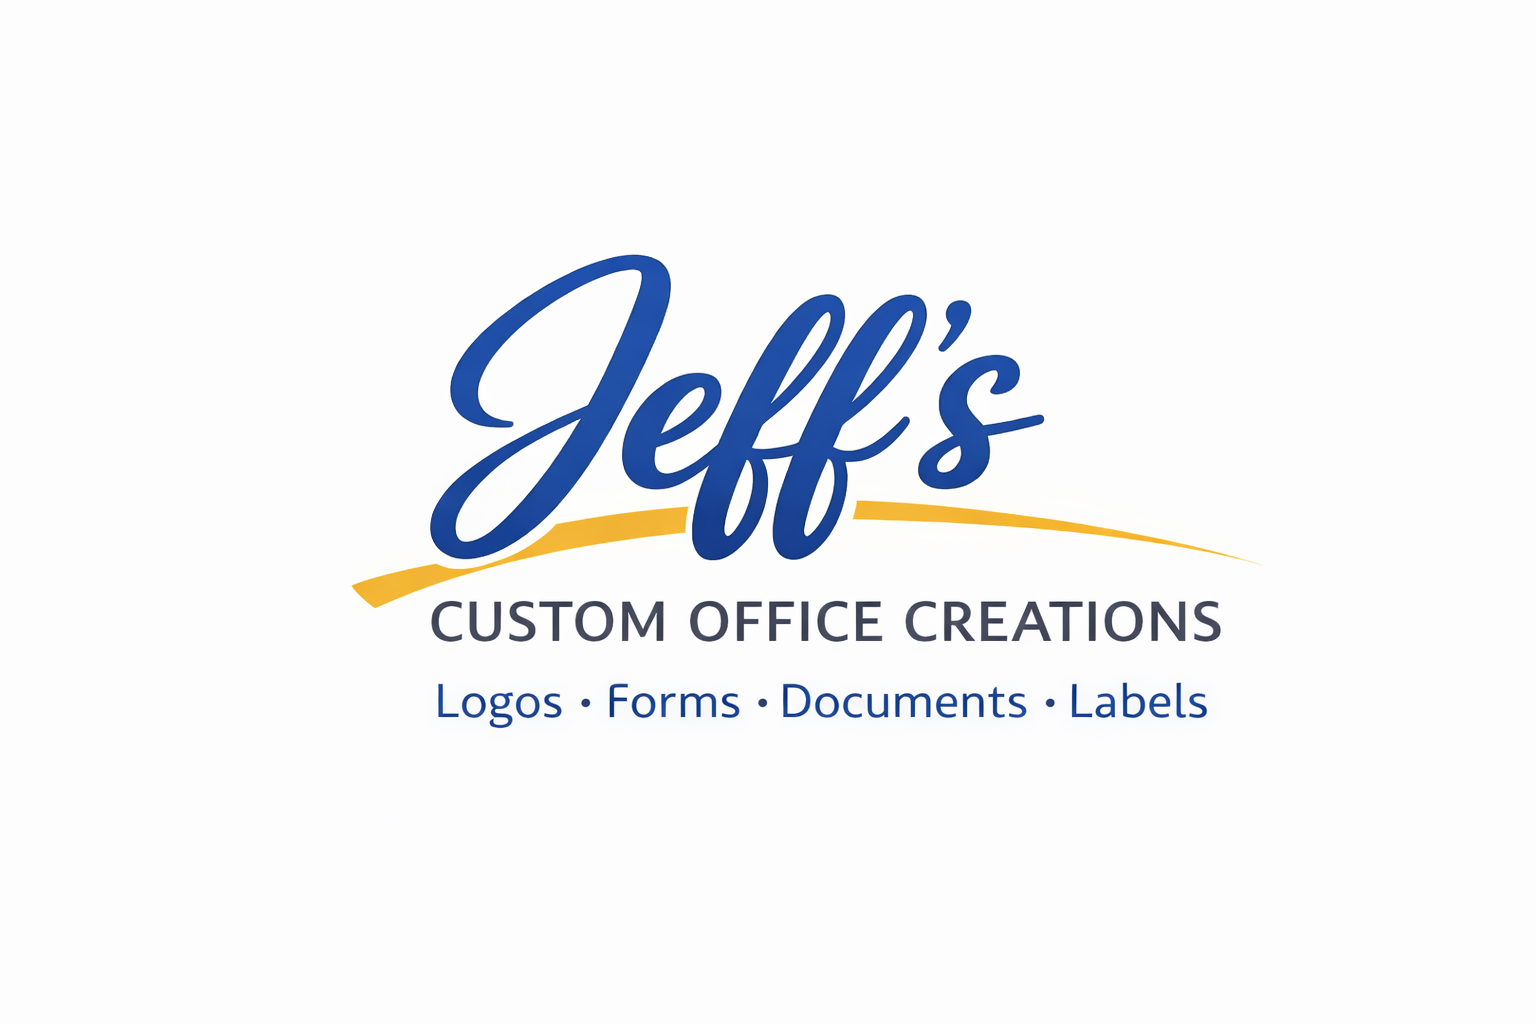 Jeff's
CUSTOM OFFICE CREATIONS
Logos • Forms • Documents • Labels